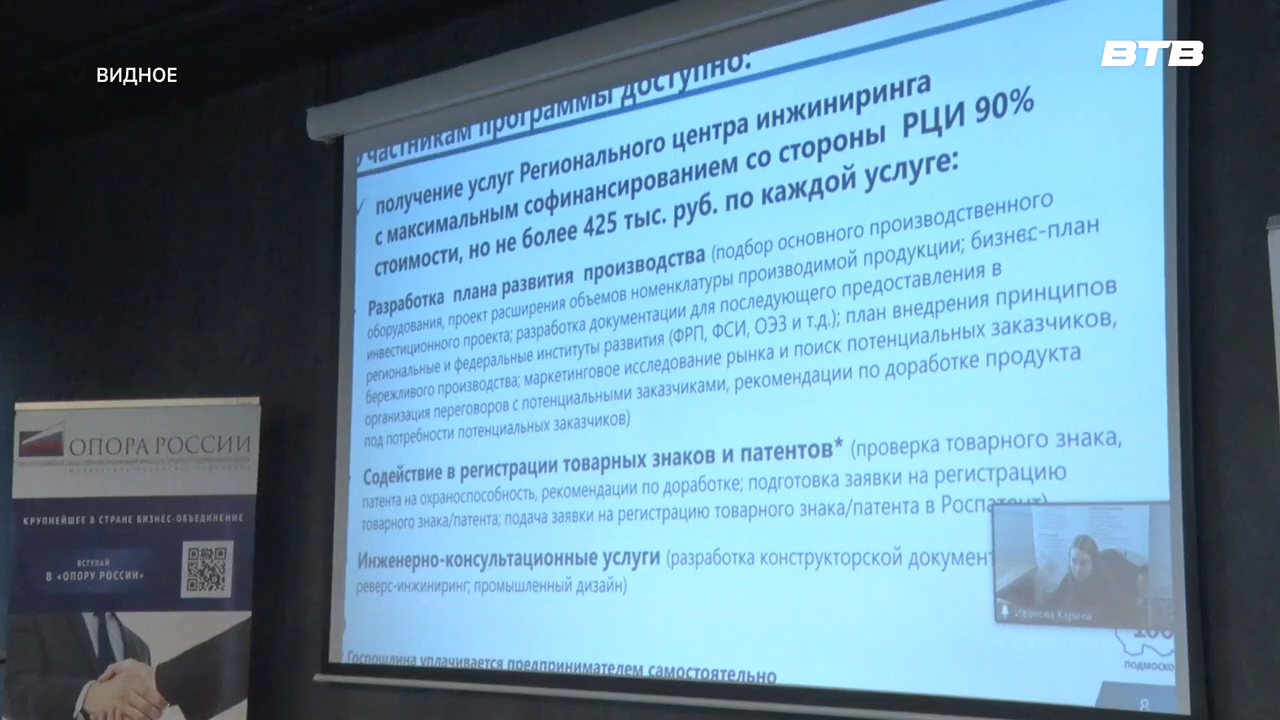 ВИДНОЕ
ВТВ
участникам программы доступно:
✓ получение услуг Регионального центра инжиниринга
с максимальным софинансированием со стороны РЦИ 90%
стоимости, но не более 425 тыс. руб. по каждой услуге:
Разработка плана развития производства (подбор основного производственного
оборудования, проект расширения объемов номенклатуры производимой продукции; бизнес-план
инвестиционного проекта; разработка документации для последующего предоставления в
региональные и федеральные институты развития (ФРП, ФСИ, ОЭЗ и т.д.); план внедрения принципов
бережливого производства; маркетинговое исследование рынка и поиск потенциальных заказчиков,
организация переговоров с потенциальными заказчиками, рекомендации по доработке продукта
под потребности потенциальных заказчиков)
Содействие в регистрации товарных знаков и патентов* (проверка товарного знака,
патента на охраноспособность, рекомендации по доработке; подготовка заявки на регистрацию
товарного знака/патента; подача заявки на регистрацию товарного знака/патента в Роспатент)
Инженерно-консультационные услуги (разработка конструкторской документ
реверс-инжиниринг; промышленный дизайн)
Иванова Карина
100
подмоско
Госпошлина уплачивается предпринимателем самостоятельно
8
ОПОРА РОССИИ
КРУПНЕЙШЕЕ В СТРАНЕ БИЗНЕС-ОБЪЕДИНЕНИЕ
ВСТУПАЙ
В «ОПОРУ РОССИИ»